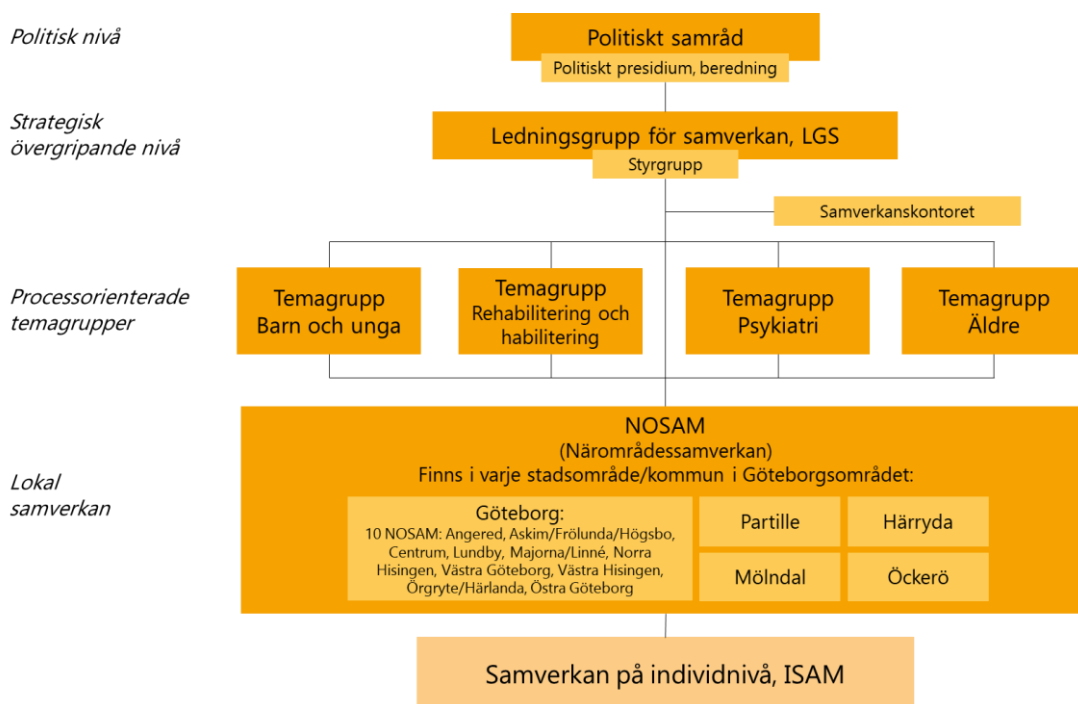 Politisk nivå
Politiskt samråd
Politiskt presidium, beredning
Strategisk
övergripande nivå
Ledningsgrupp för samverkan, LGS
Styrgrupp
Samverkanskontoret
Processorienterade
temagrupper
Temagrupp
Barn och unga
Temagrupp
Rehabilitering och
habilitering
Temagrupp
Psykiatri
Temagrupp
Äldre
Lokal
samverkan
NOSAM
(Närområdessamverkan)
Finns i varje stadsområde/kommun i Göteborgsområdet:
Göteborg:
10 NOSAM: Angered, Askim/Frölunda/Högsbo,
Centrum, Lundby, Majorna/Linné, Norra
Hisingen, Västra Göteborg, Västra Hisingen,
Örgryte/Härlanda, Östra Göteborg
Partille
Härryda
Mölndal
Öckerö
Samverkan på individnivå, ISAM